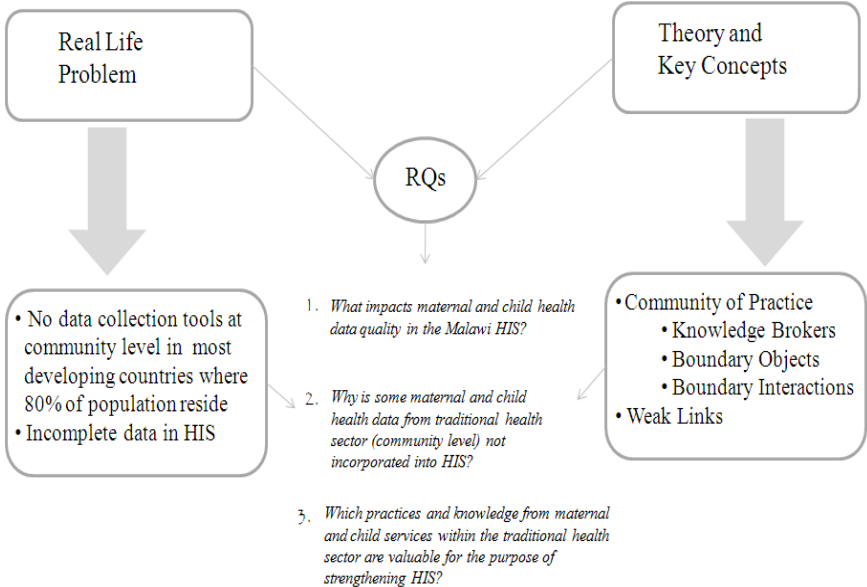 Real Life
Problem
Theory and
Key Concepts
RQs
• No data collection tools at
community level in most
developing countries where
80% of population reside
• Incomplete data in HIS
1. What impacts maternal and child health
data quality in the Malawi HIS?
2. Why is some maternal and child
health data from traditional health
sector (community level) not
incorporated into HIS?
3. Which practices and knowledge from maternal
and child services within the traditional health
sector are valuable for the purpose of
strengthening HIS?
• Community of Practice
• Knowledge Brokers
• Boundary Objects
• Boundary Interactions
• Weak Links